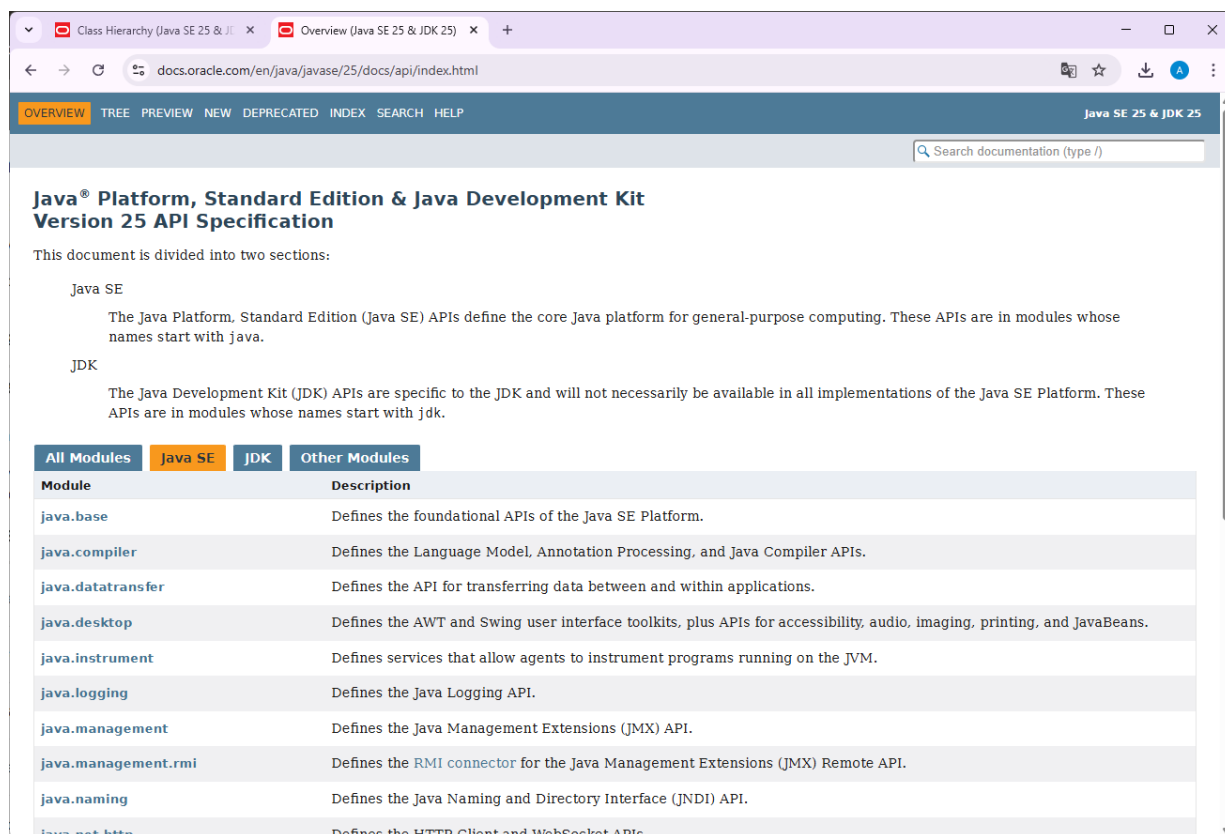 Class Hierarchy (Java SE 25 & JD
Overview (Java SE 25 & JDK 25)
docs.oracle.com/en/java/javase/25/docs/api/index.html
A
OVERVIEW TREE PREVIEW NEW DEPRECATED INDEX SEARCH HELP
Java SE 25 & JDK 25
Search documentation (type /)
Java® Platform, Standard Edition & Java Development Kit
Version 25 API Specification
This document is divided into two sections:
Java SE
The Java Platform, Standard Edition (Java SE) APIs define the core Java platform for general-purpose computing. These APIs are in modules whose
names start with java.
JDK
The Java Development Kit (JDK) APIs are specific to the JDK and will not necessarily be available in all implementations of the Java SE Platform. These
APIs are in modules whose names start with jdk.
All Modules Java SE JDK Other Modules
Module Description
java.base Defines the foundational APIs of the Java SE Platform.
java.compiler Defines the Language Model, Annotation Processing, and Java Compiler APIs.
java.datatransfer Defines the API for transferring data between and within applications.
java.desktop Defines the AWT and Swing user interface toolkits, plus APIs for accessibility, audio, imaging, printing, and JavaBeans.
java.instrument Defines services that allow agents to instrument programs running on the JVM.
java.logging Defines the Java Logging API.
java.management Defines the Java Management Extensions (JMX) API.
java.management.rmi Defines the RMI connector for the Java Management Extensions (JMX) Remote API.
java.naming Defines the Java Naming and Directory Interface (JNDI) API.
java.net.http Defines the HTTP Client and WebSocket APIs.